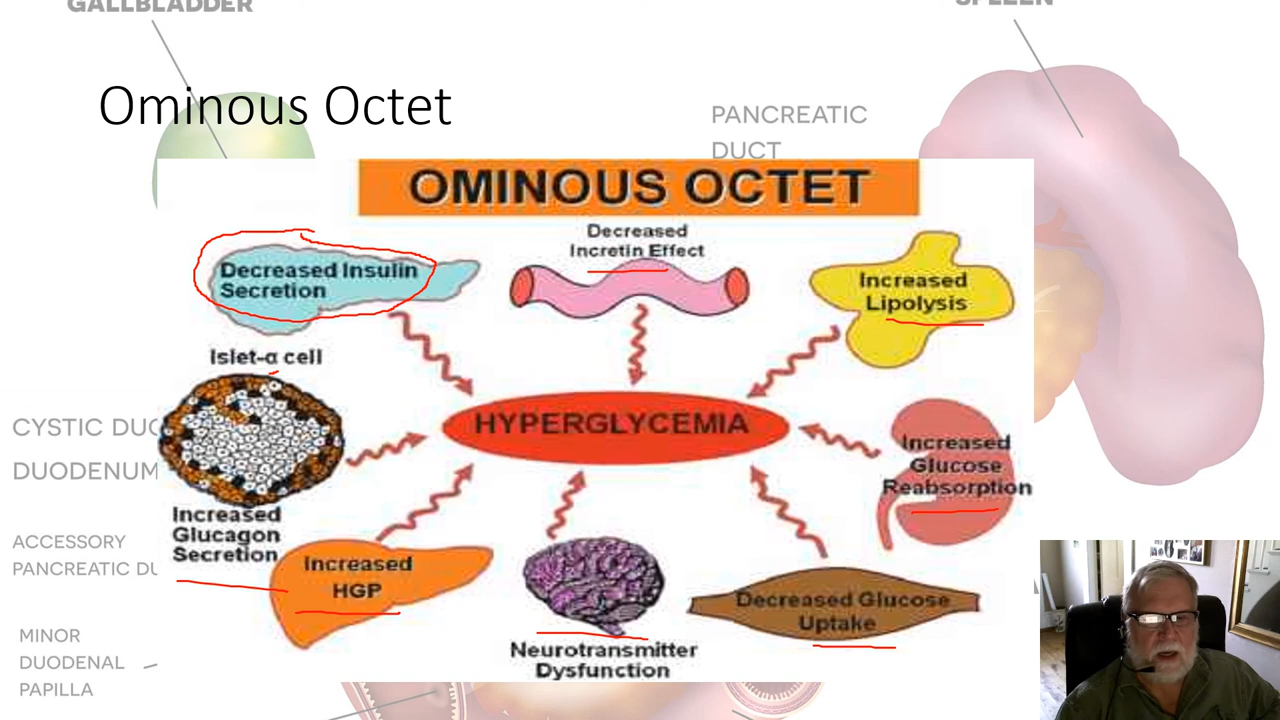 GALLBLADDER
SPLEEN
Ominous Octet
PANCREATIC
DUCT
OMINOUS OCTET
Decreased Insulin
Secretion
Decreased
Incretin Effect
Increased
Lipolysis
Islet-α cell
HYPERGLYCEMIA
Increased
Glucose
Reabsorption
CYSTIC DUC
DUODENUM
Increased
Glucagon
Secretion
ACCESSORY
PANCREATIC DU
Increased
HGP
Decreased Glucose
Uptake
MINOR
DUODENAL
PAPILLA
Neurotransmitter
Dysfunction